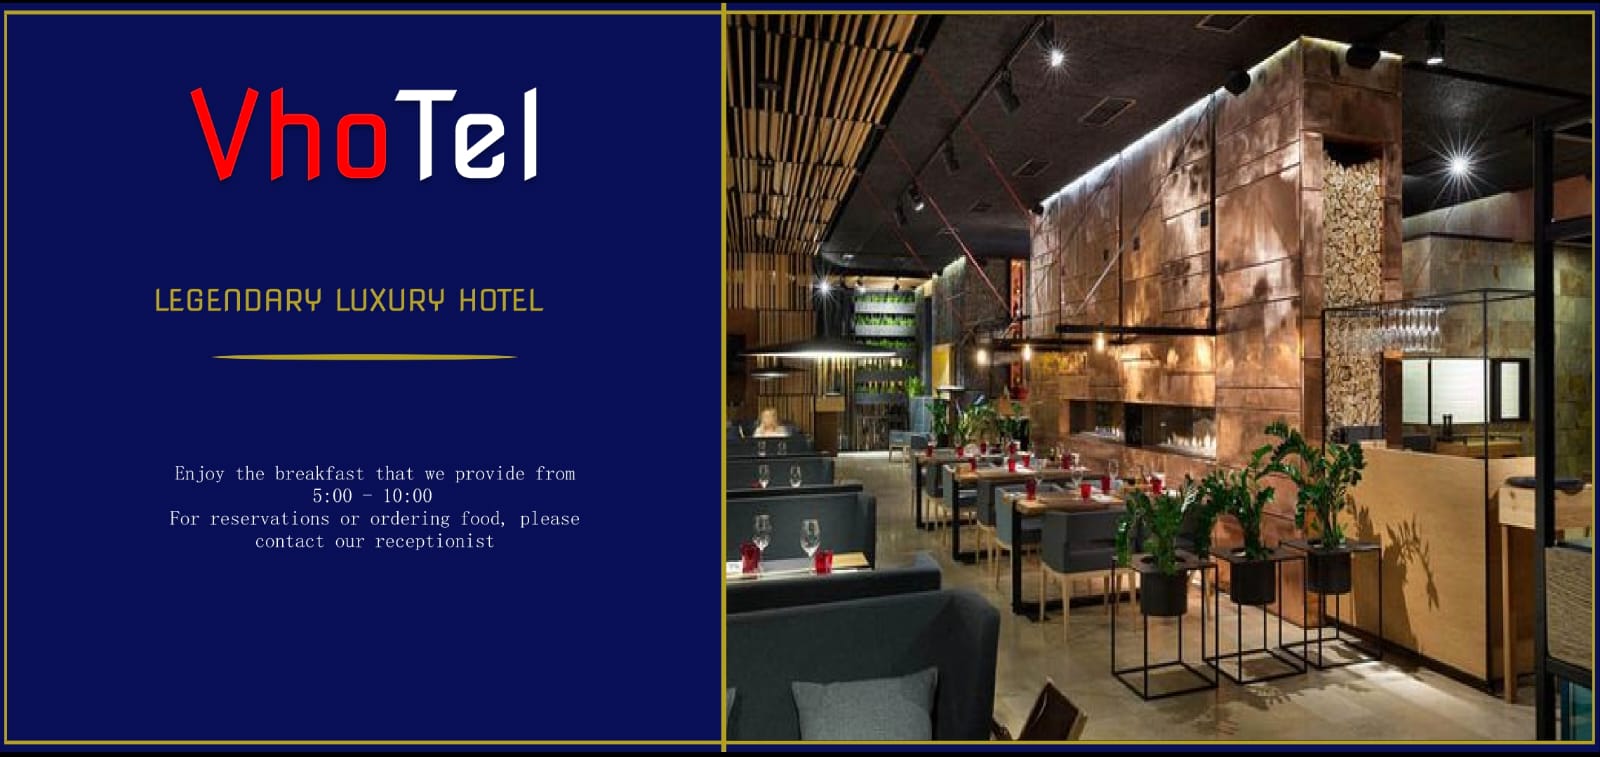 VhoTel
LEGENDARY LUXURY HOTEL
Enjoy the breakfast that we provide from
5:00 - 10:00
For reservations or ordering food, please
contact our receptionist